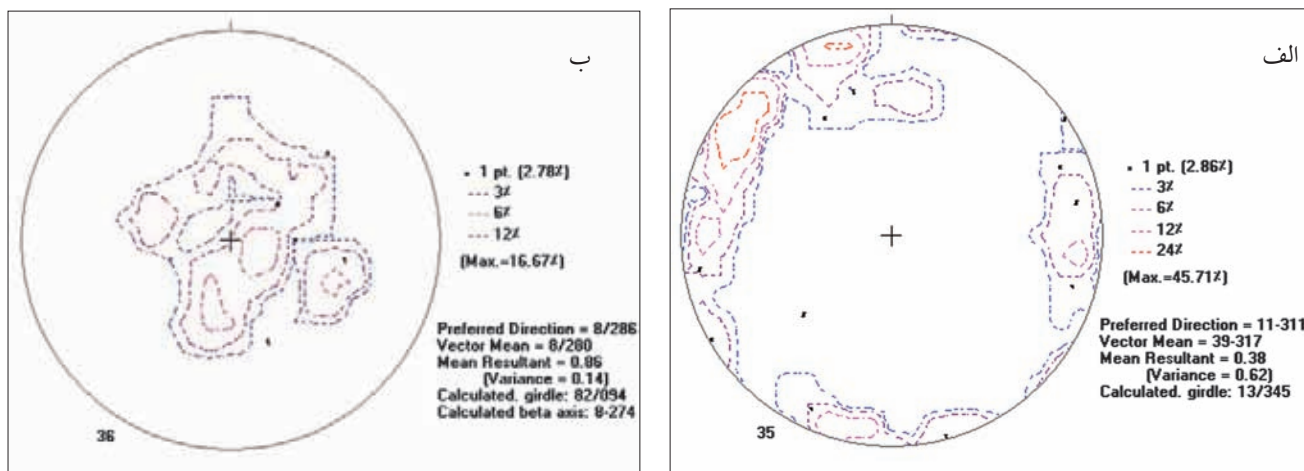 ب
• 1 pt. (2.78%)
--- 3%
--- 6%
--- 12%
(Max.=16.67%)
Preferred Direction = 8/286
Vector Mean = 8/280
Mean Resultant = 0.86
(Variance = 0.14)
Calculated. girdle: 82/094
Calculated beta axis: 8-274
36
الف
• 1 pt. (2.86%)
--- 3%
--- 6%
--- 12%
--- 24%
(Max.=45.71%)
Preferred Direction = 11-311
Vector Mean = 39-317
Mean Resultant = 0.38
(Variance = 0.62)
Calculated. girdle: 13/345
35